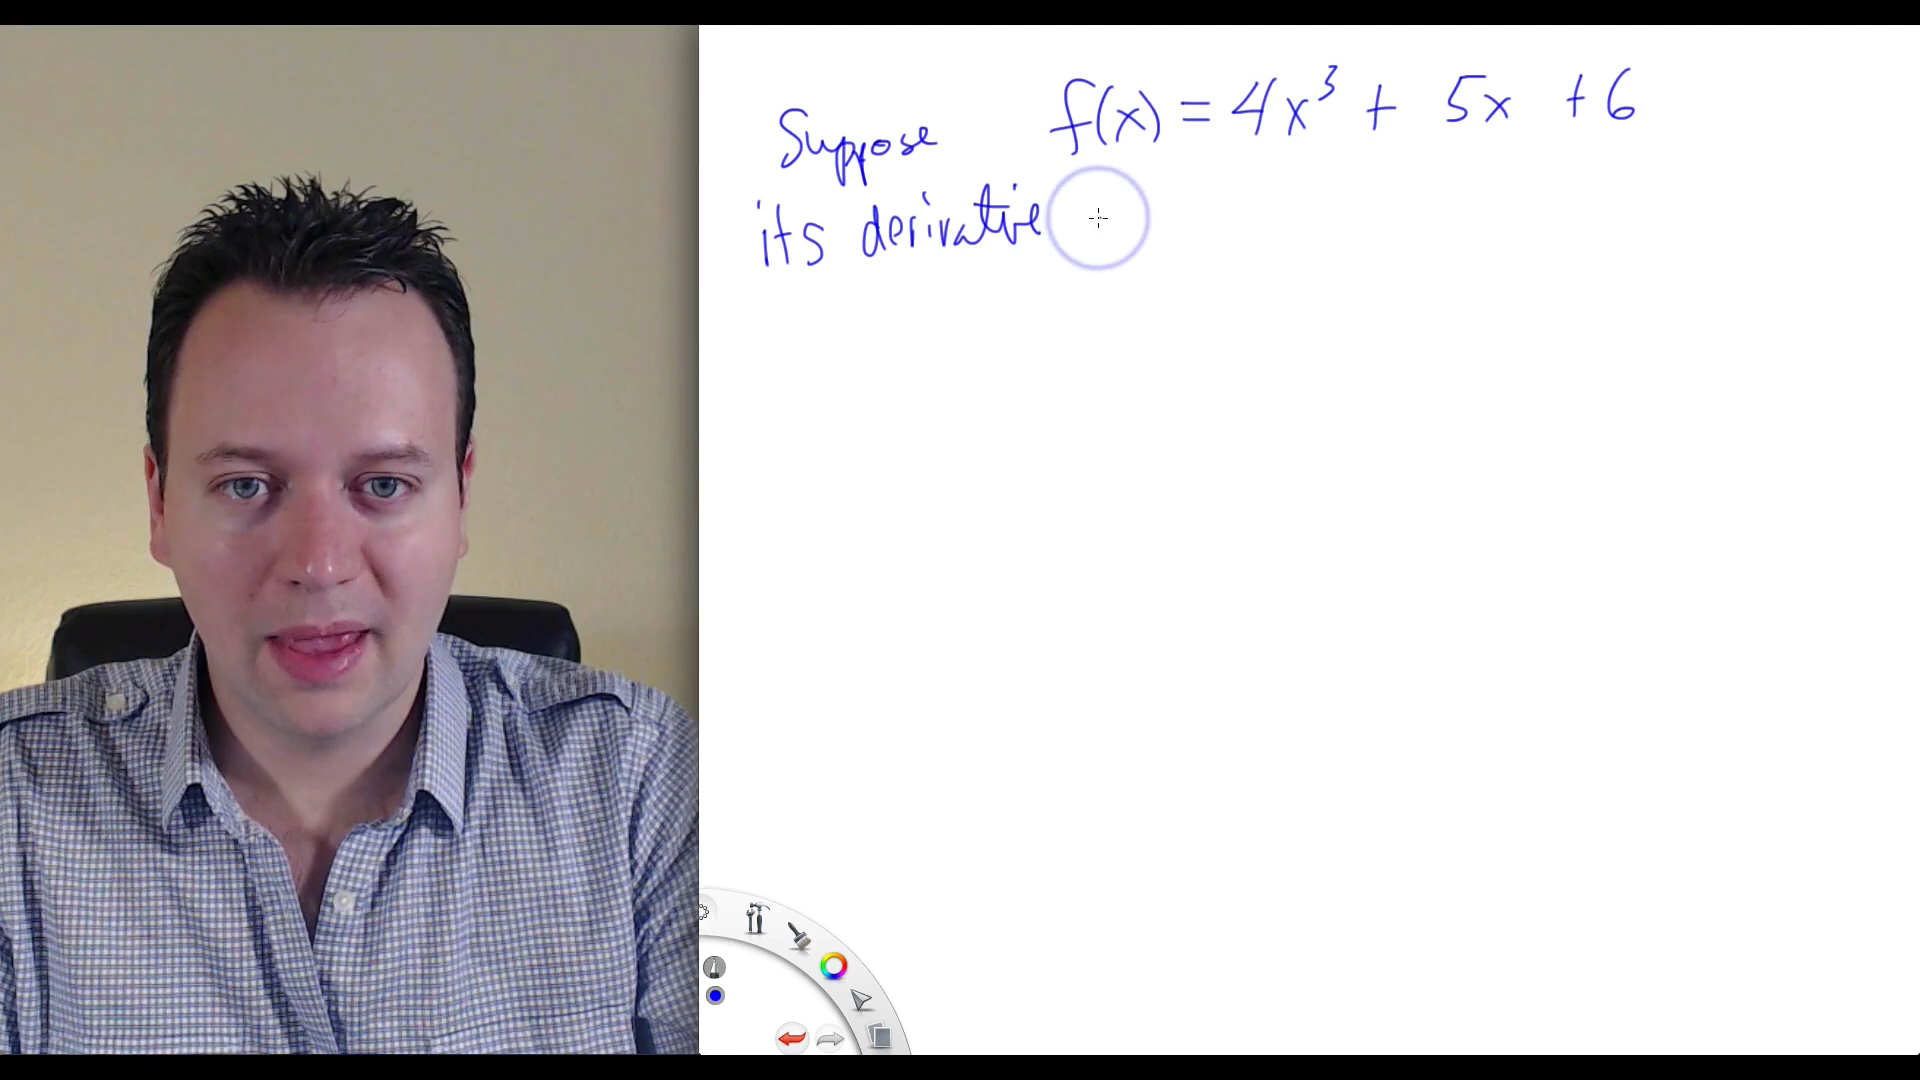 Suppose f(x) = 4x³ + 5x + 6
its derivative